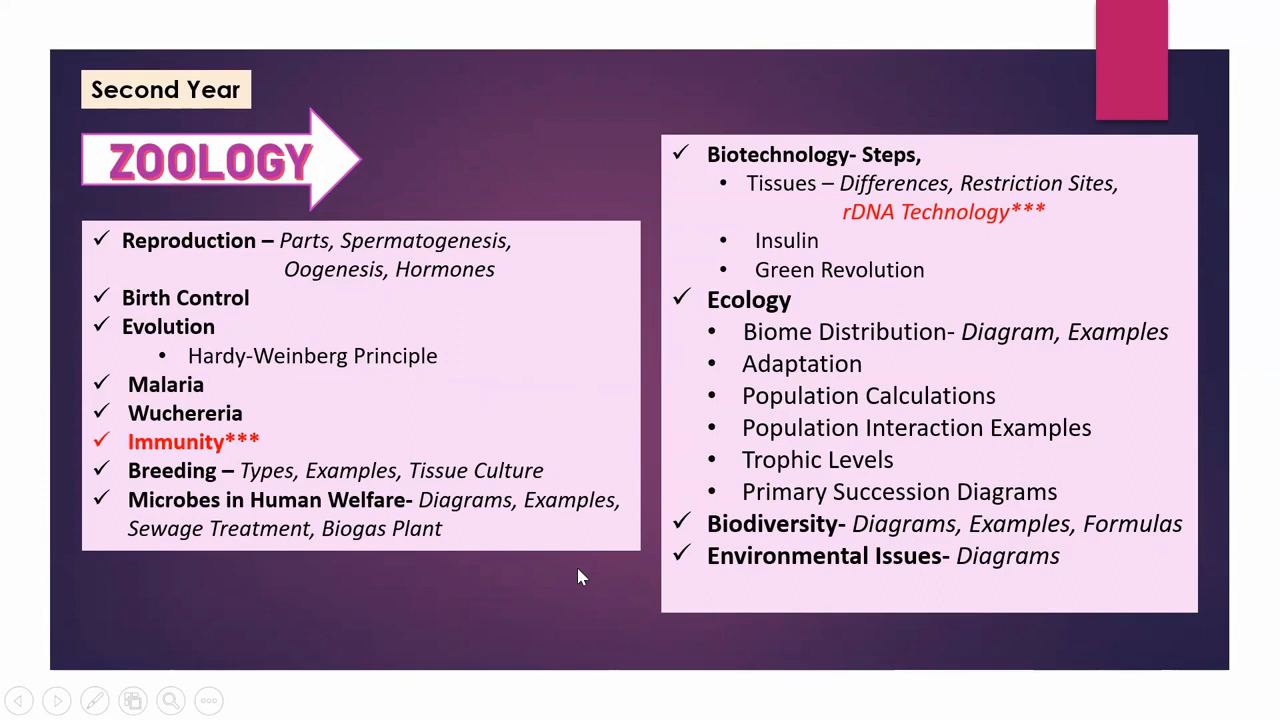 Second Year
ZOOLOGY
✓ Reproduction – Parts, Spermatogenesis,
Oogenesis, Hormones
✓ Birth Control
✓ Evolution
• Hardy-Weinberg Principle
✓ Malaria
✓ Wuchereria
✓ Immunity***
✓ Breeding – Types, Examples, Tissue Culture
✓ Microbes in Human Welfare- Diagrams, Examples,
Sewage Treatment, Biogas Plant
✓ Biotechnology- Steps,
• Tissues – Differences, Restriction Sites,
rDNA Technology***
• Insulin
• Green Revolution
✓ Ecology
• Biome Distribution- Diagram, Examples
• Adaptation
• Population Calculations
• Population Interaction Examples
• Trophic Levels
• Primary Succession Diagrams
✓ Biodiversity- Diagrams, Examples, Formulas
✓ Environmental Issues- Diagrams